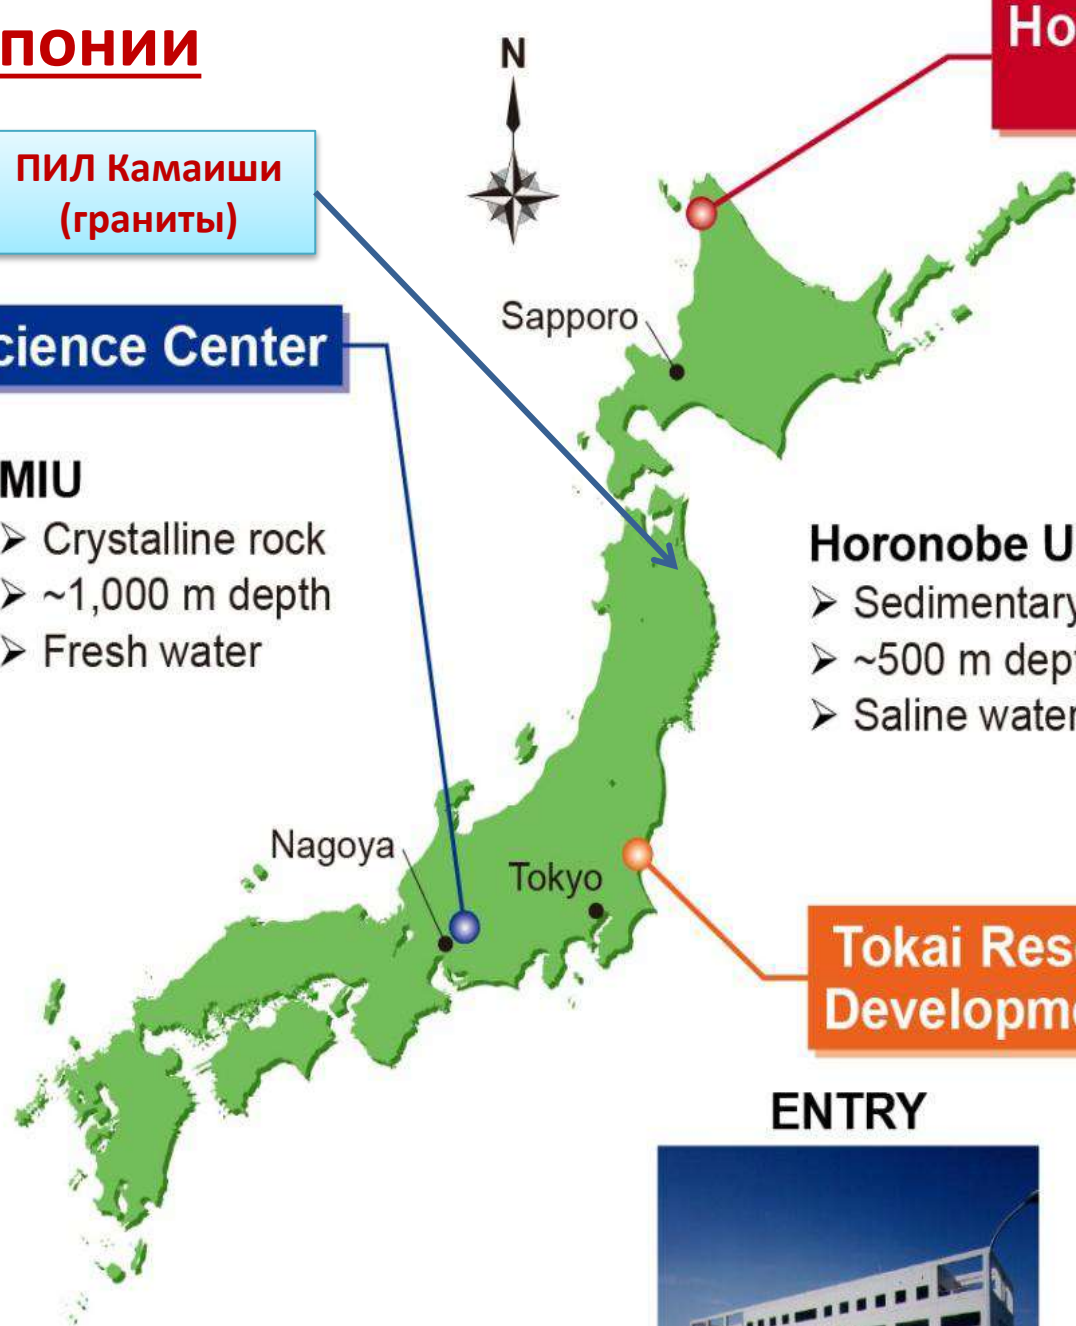 понии
N
Ho
ПИЛ Камаиши
(граниты)
Sapporo
cience Center
MIU
➢ Crystalline rock
➢ ~1,000 m depth
➢ Fresh water
Horonobe U
➢ Sedimentary
➢ ~500 m dep
➢ Saline water
Nagoya
Tokyo
Tokai Res
Developm
ENTRY